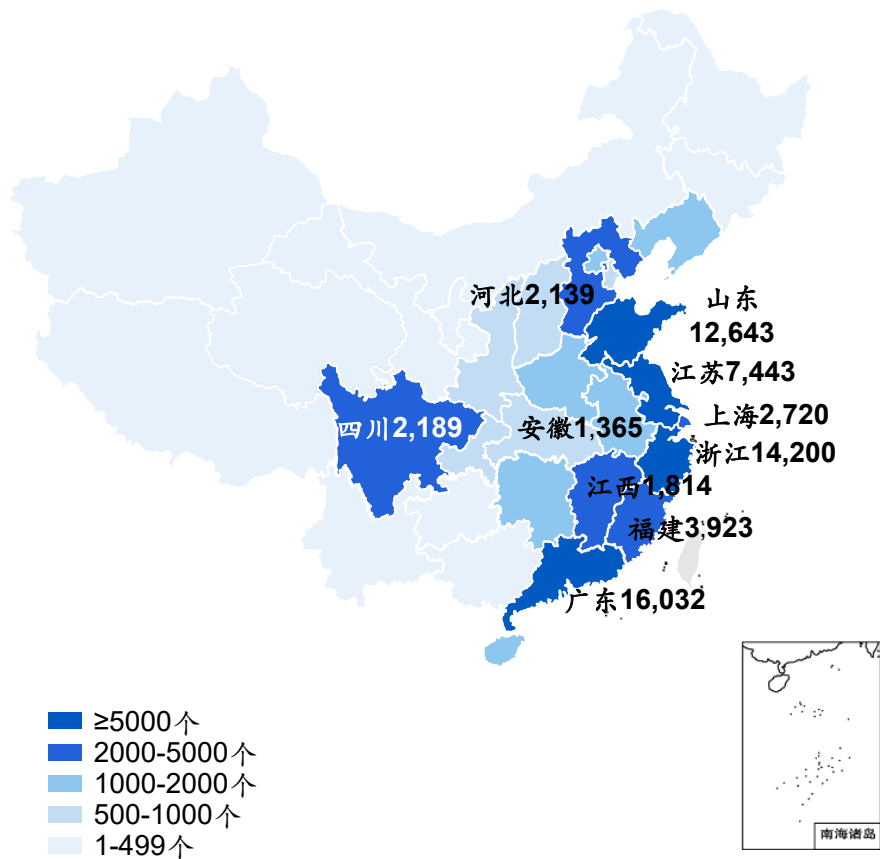 河北2,139
山东
12,643
江苏7,443
四川2,189
安徽1,365
上海2,720
浙江14,200
江西1,814
福建3,923
广东16,032
≥5000个
2000-5000个
1000-2000个
500-1000个
1-499个
南海诸岛